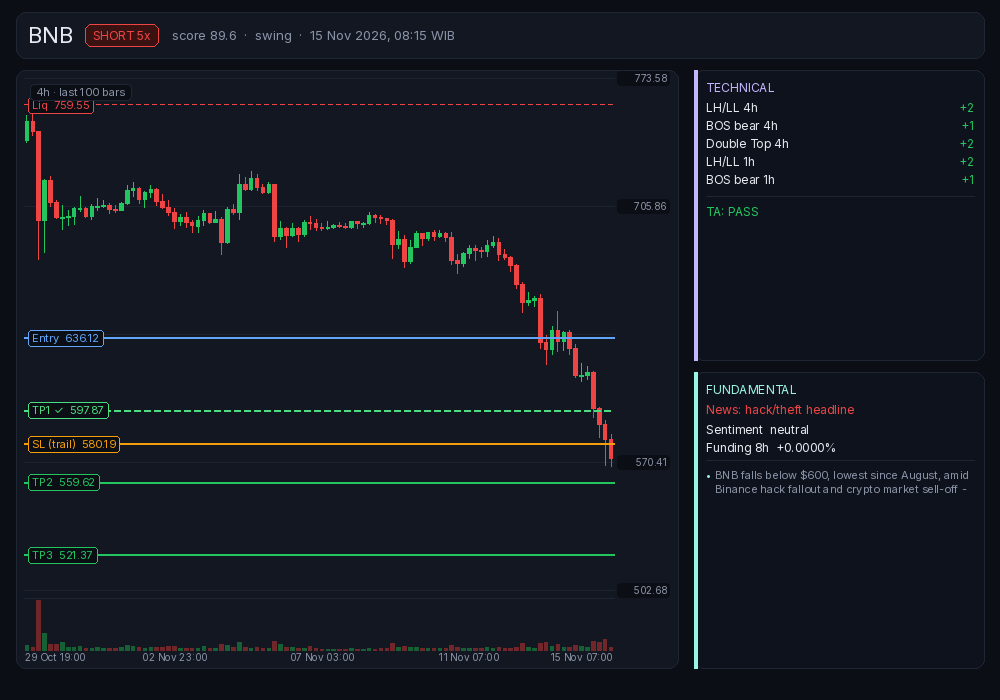 BNB SHORT 5x score 89.6 · swing · 15 Nov 2026, 08:15 WIB
4h · last 100 bars
773.58
Liq 759.55
705.86
Entry 636.12
TP1 ✓ 597.87
SL (trail) 580.19
570.41
TP2 559.62
TP3 521.37
502.68
29 Oct 19:00 02 Nov 23:00 07 Nov 03:00 11 Nov 07:00 15 Nov 07:00
TECHNICAL
LH/LL 4h +2
BOS bear 4h +1
Double Top 4h +2
LH/LL 1h +2
BOS bear 1h +1
TA: PASS
FUNDAMENTAL
News: hack/theft headline
Sentiment neutral
Funding 8h +0.0000%
• BNB falls below $600, lowest since August, amid
Binance hack fallout and crypto market sell-off -